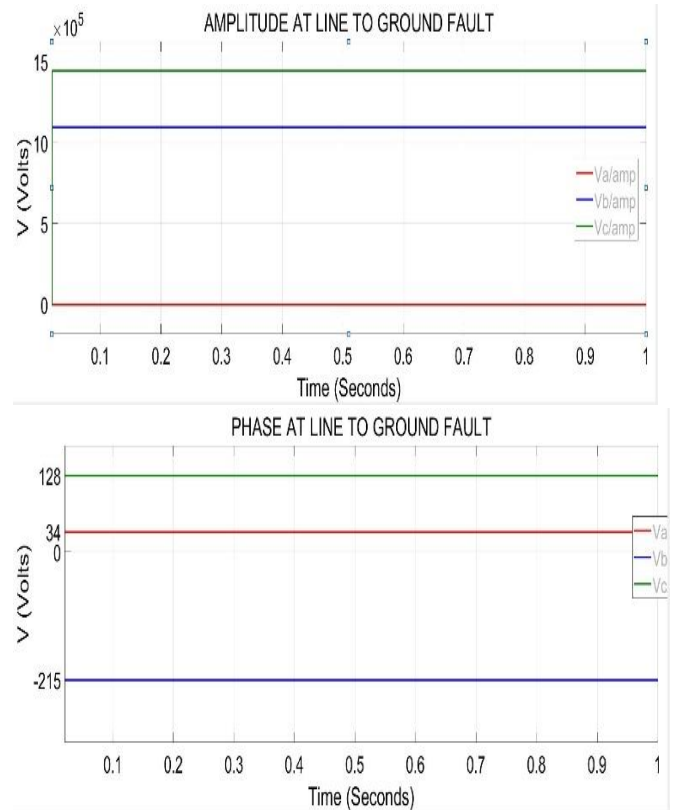 AMPLITUDE AT LINE TO GROUND FAULT
×10⁵
15
10
5
0
V (Volts)
Va/amp
Vb/amp
Vc/amp
0.1 0.2 0.3 0.4 0.5 0.6 0.7 0.8 0.9 1
Time (Seconds)
PHASE AT LINE TO GROUND FAULT
128
34
0
-215
V (Volts)
Va
Vb
Vc
0.1 0.2 0.3 0.4 0.5 0.6 0.7 0.8 0.9 1
Time (Seconds)